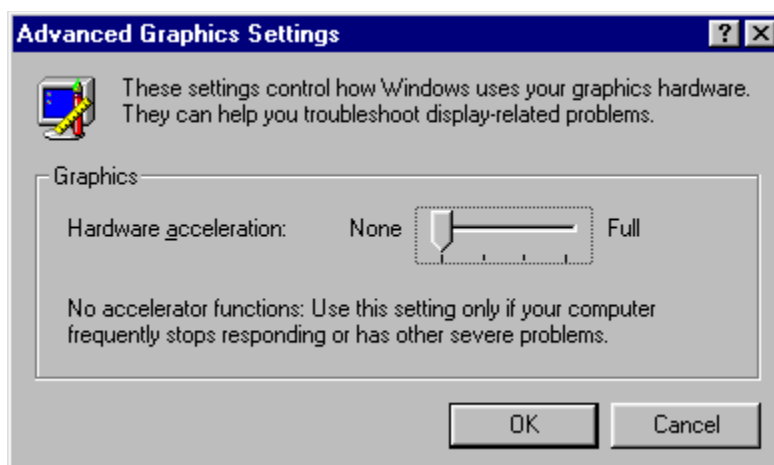 Advanced Graphics Settings
These settings control how Windows uses your graphics hardware.
They can help you troubleshoot display-related problems.
Graphics
Hardware acceleration: None Full
No accelerator functions: Use this setting only if your computer
frequently stops responding or has other severe problems.
OK Cancel